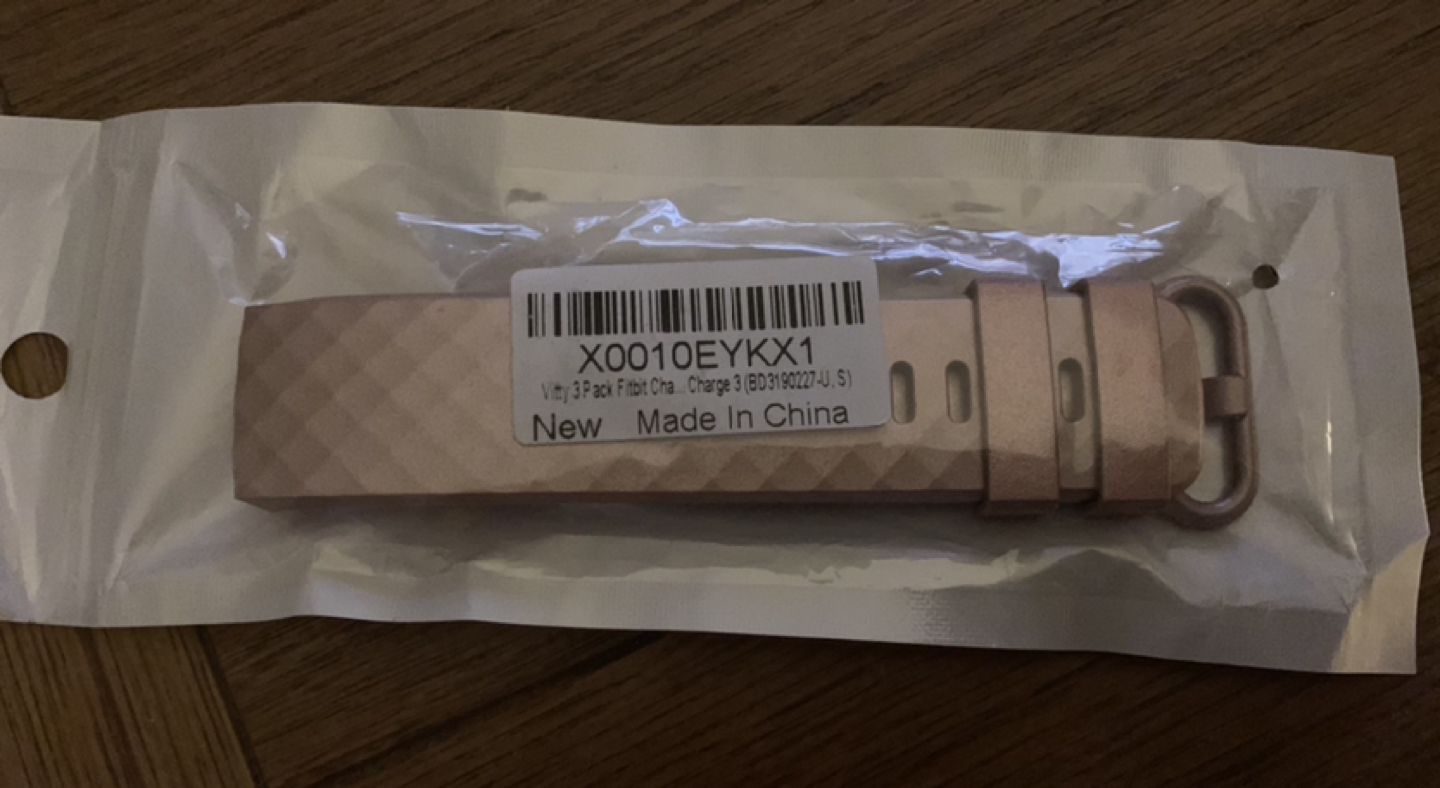 X0010EYKX1
Vitty 3 Pack Fitbit Cha... Charge 3 (BD3190227-U, S)
New Made In China